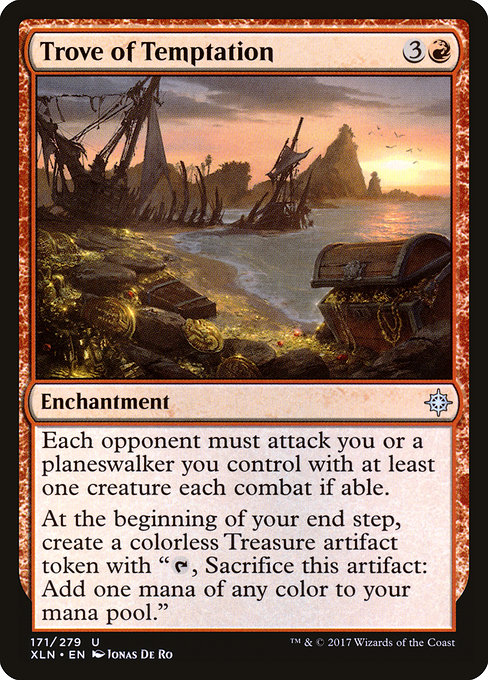 Trove of Temptation 3
Enchantment
Each opponent must attack you or a
planeswalker you control with at least
one creature each combat if able.
At the beginning of your end step,
create a colorless Treasure artifact
token with “, Sacrifice this artifact:
Add one mana of any color to your
mana pool.”
171/279 U
XLN • EN Jonas De Ro
™ & © 2017 Wizards of the Coast